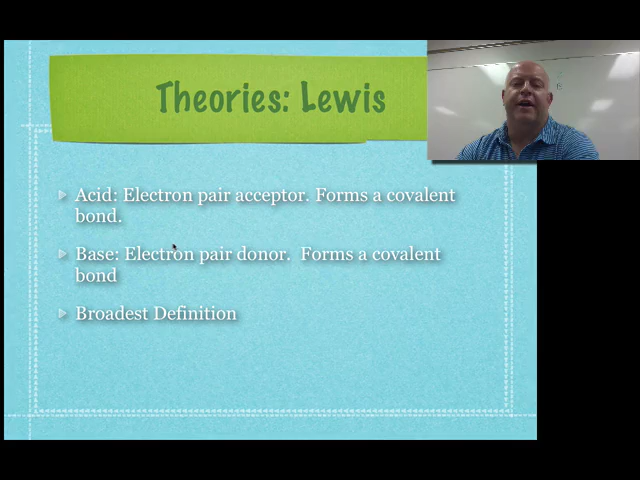 Theories: Lewis
Acid: Electron pair acceptor. Forms a covalent
bond.
Base: Electron pair donor.  Forms a covalent
bond
Broadest Definition